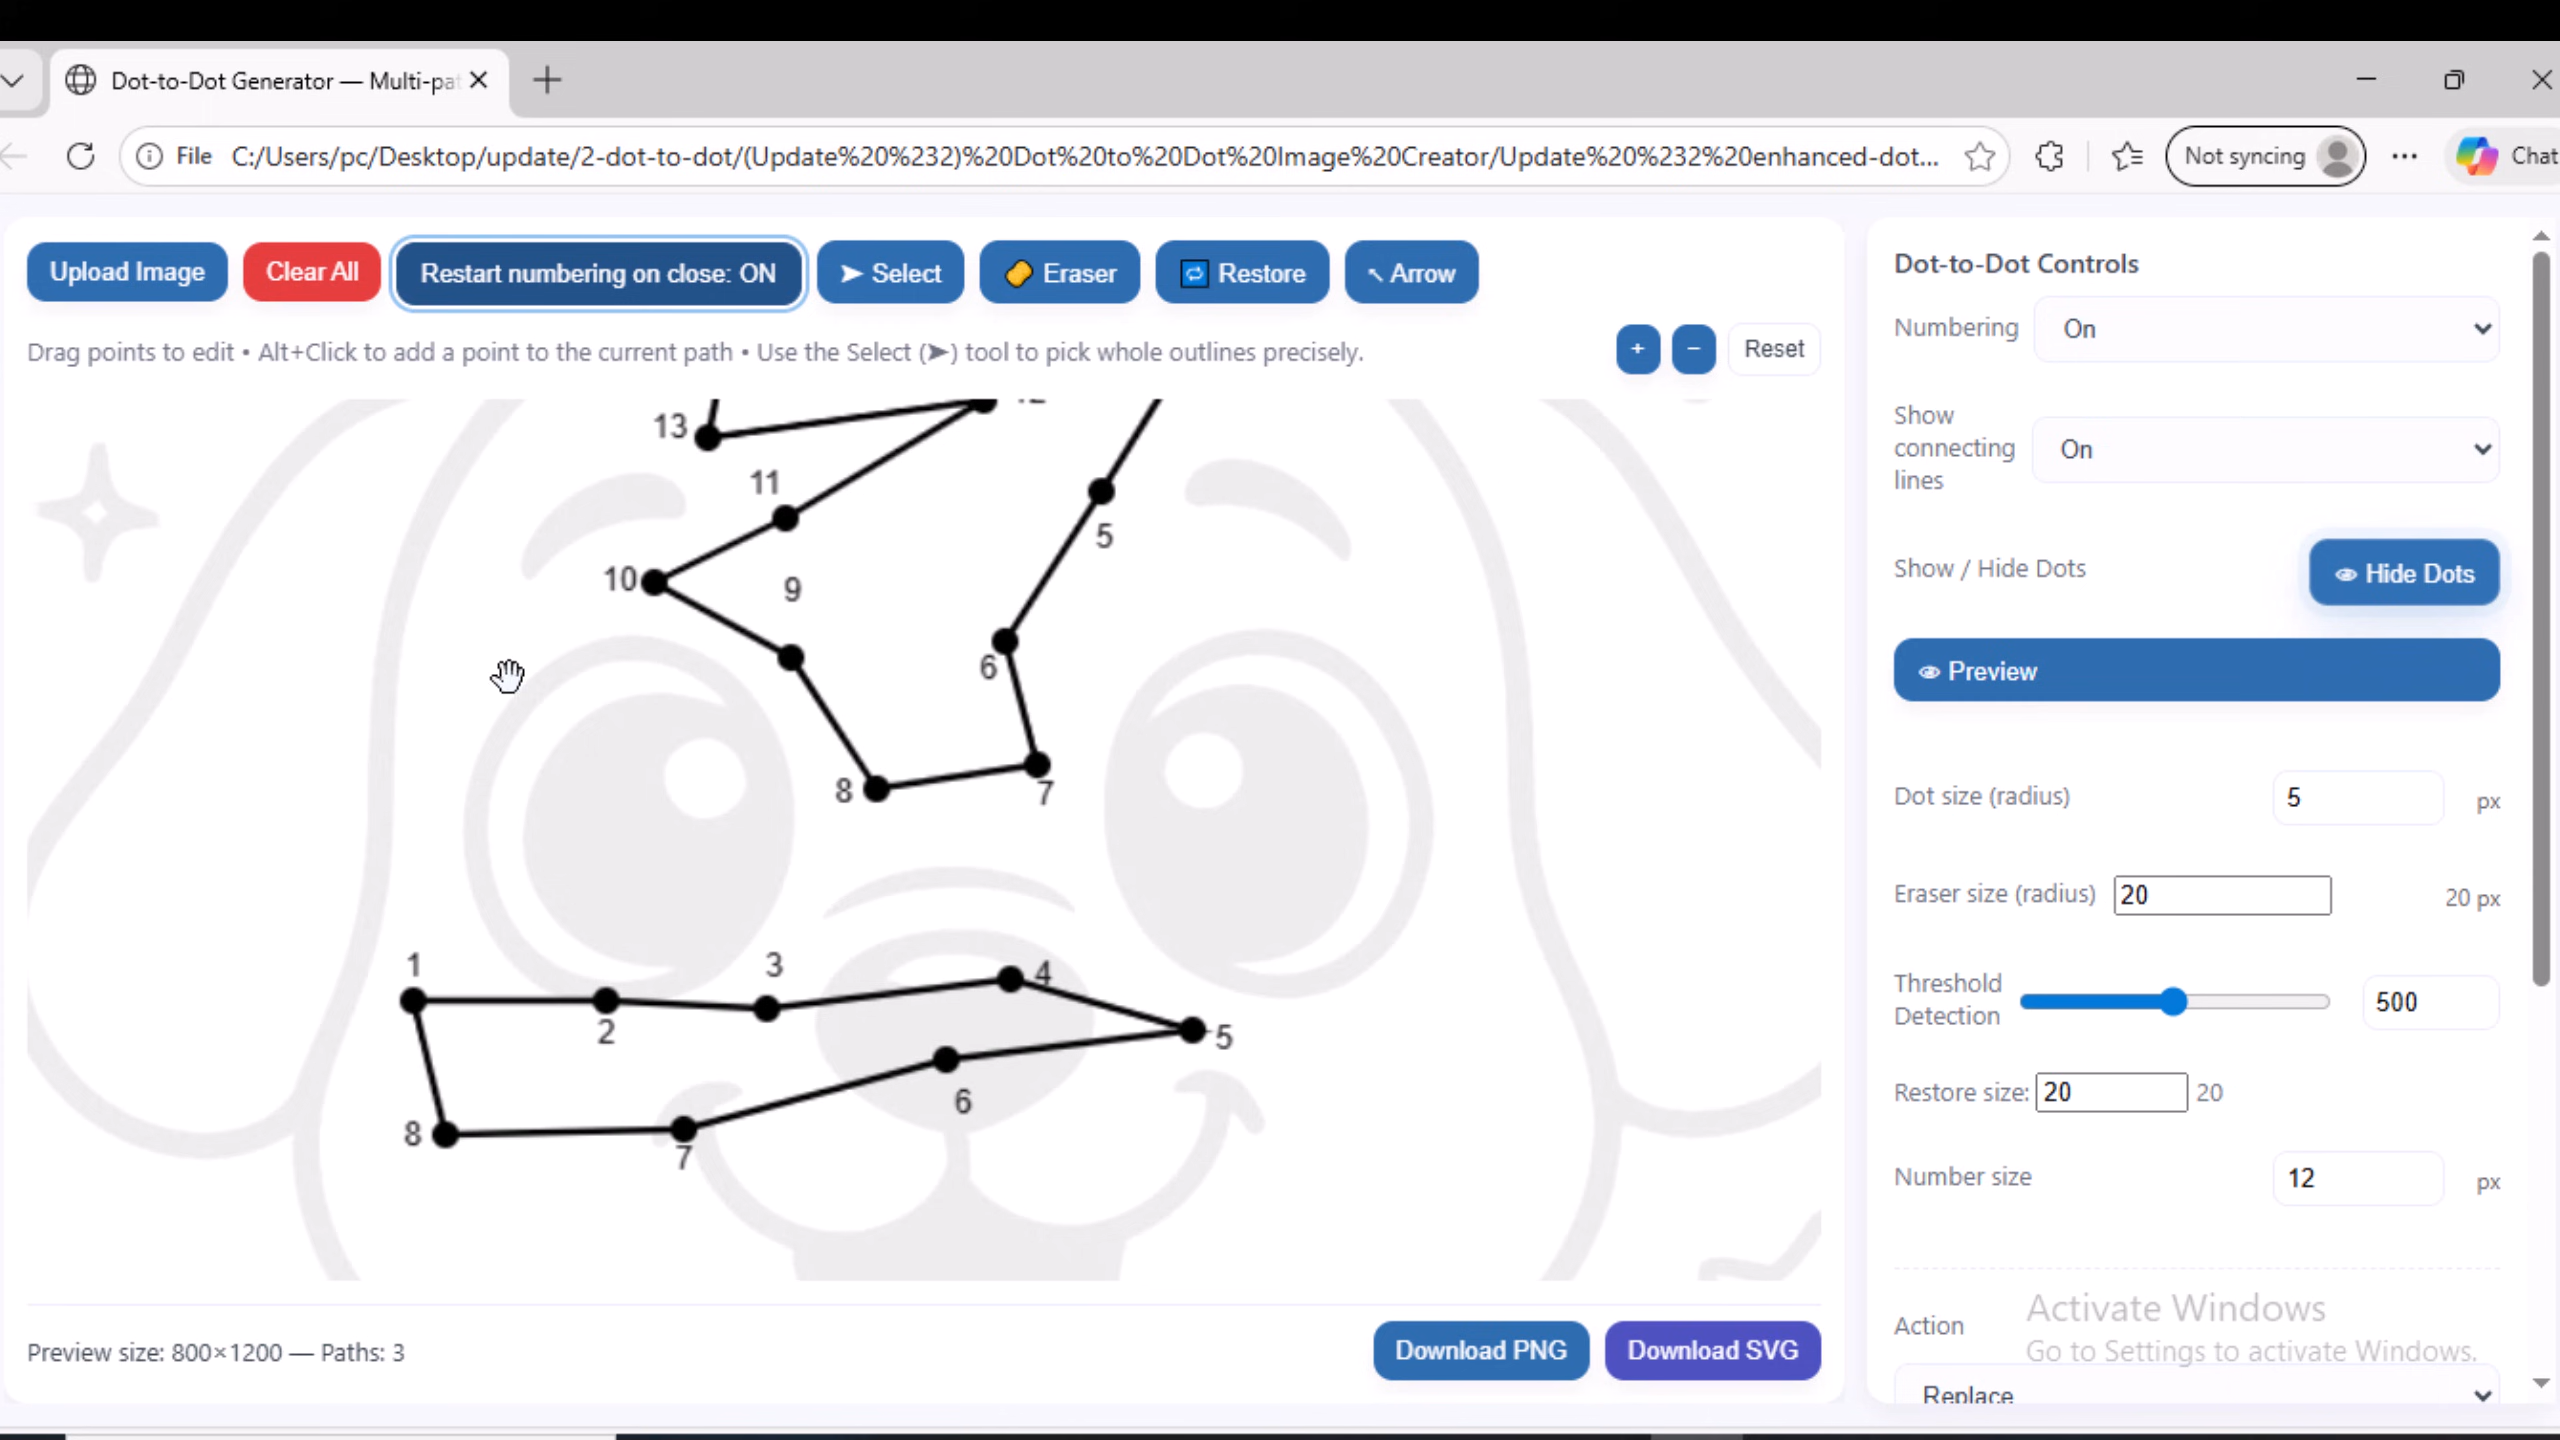 Dot-to-Dot Generator — Multi-pat
File C:/Users/pc/Desktop/update/2-dot-to-dot/(Update%20%232)%20Dot%20to%20Dot%20Image%20Creator/Update%20%232%20enhanced-dot...
Not syncing
Chat
Upload Image
Clear All
Restart numbering on close: ON
Select
Eraser
Restore
Arrow
Drag points to edit • Alt+Click to add a point to the current path • Use the Select (➤) tool to pick whole outlines precisely.
+
−
Reset
13
11
5
10
9
6
8
7
1
3
4
2
5
6
8
7
Preview size: 800×1200 — Paths: 3
Download PNG
Download SVG
Dot-to-Dot Controls
Numbering
On
Show connecting lines
On
Show / Hide Dots
Hide Dots
Preview
Dot size (radius)
5
px
Eraser size (radius)
20
20 px
Threshold Detection
500
Restore size:
20
20
Number size
12
px
Action
Replace
Activate Windows
Go to Settings to activate Windows.